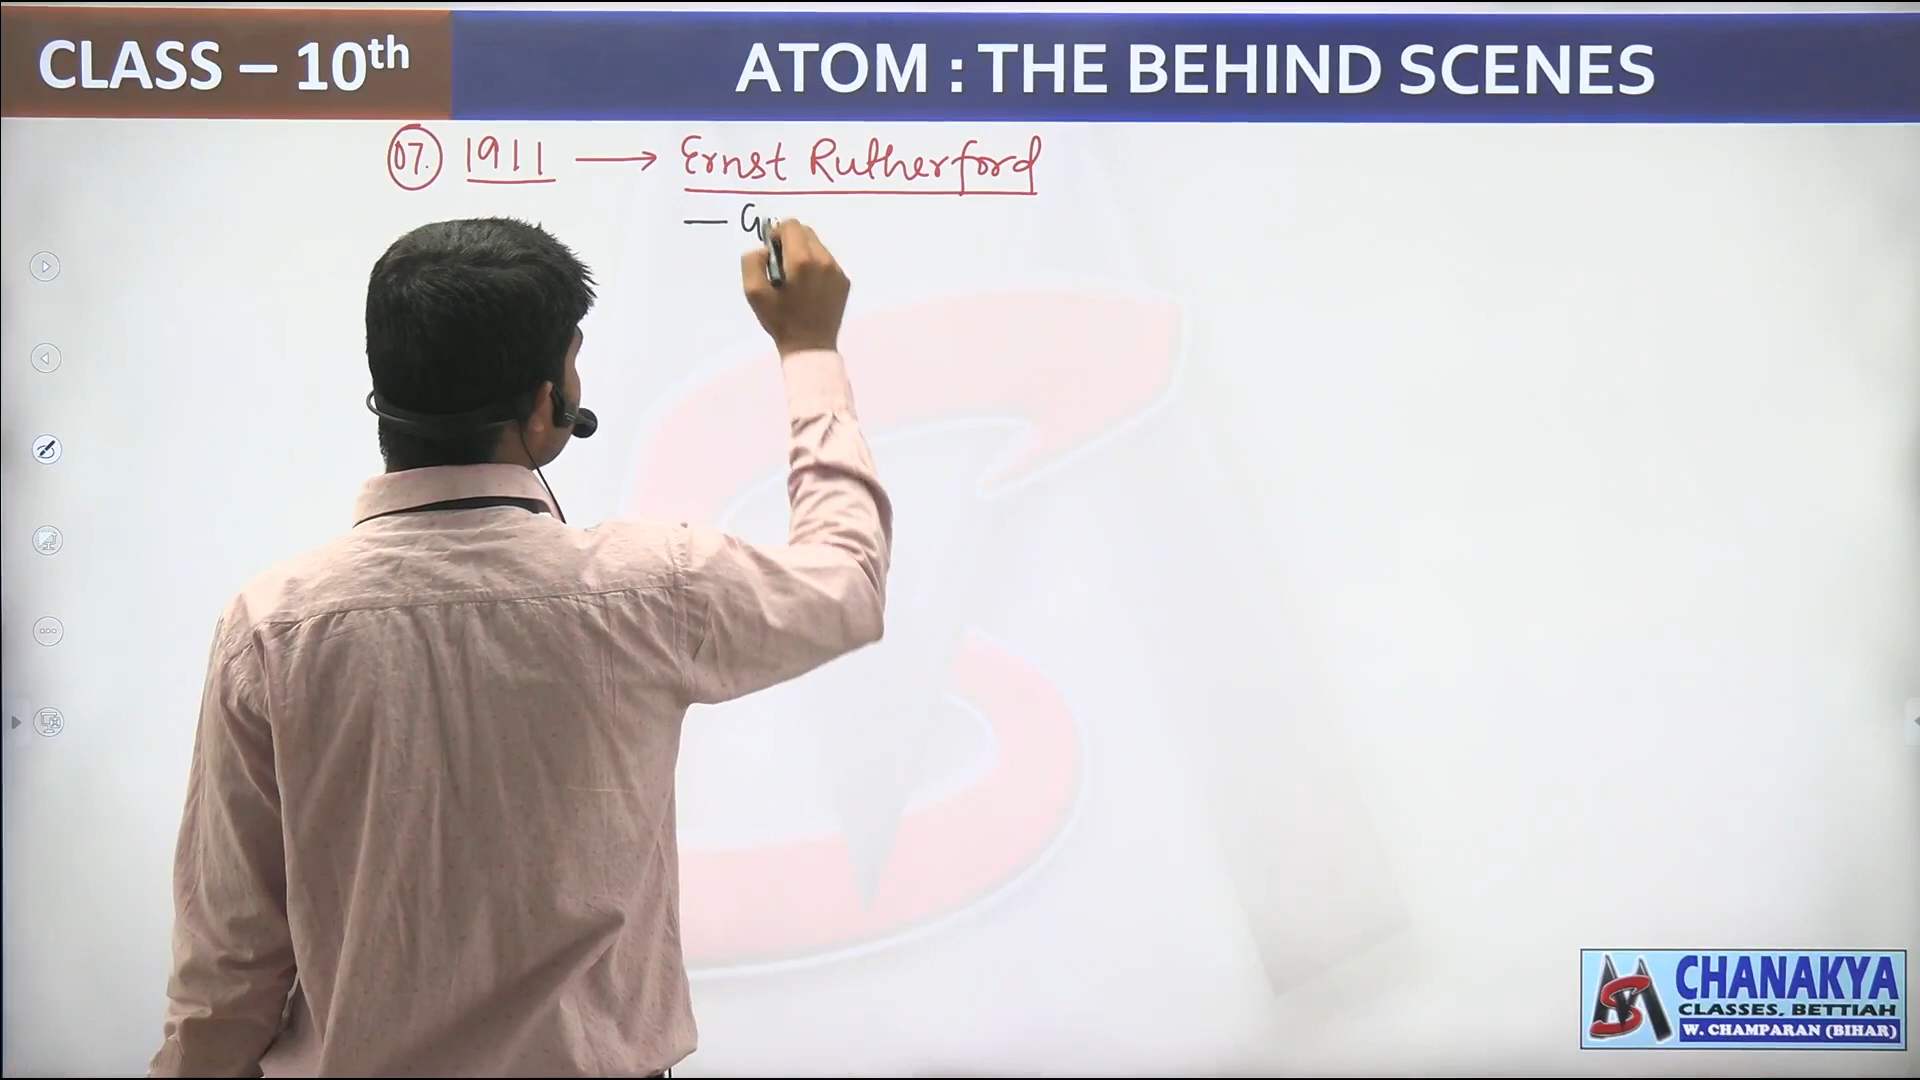 CLASS – 10th
ATOM : THE BEHIND SCENES
07. 1911 → Ernst Rutherford
—
CHANAKYA
CLASSES, BETTIAH
W. CHAMPARAN (BIHAR)